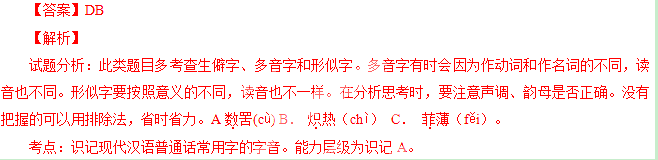 【答案】DB
【解析】
试题分析：此类题目多考查生僻字、多音字和形似字。多音字有时会因为作动词和作名词的不同，读
音也不同。形似字要按照意义的不同，读音也不一样。在分析思考时，要注意声调、韵母是否正确。没有
把握的可以用排除法，省时省力。A 数罟(cù) B． 炽热（chì） C． 菲薄（fěi）。
考点：识记现代汉语普通话常用字的字音。能力层级为识记 A。